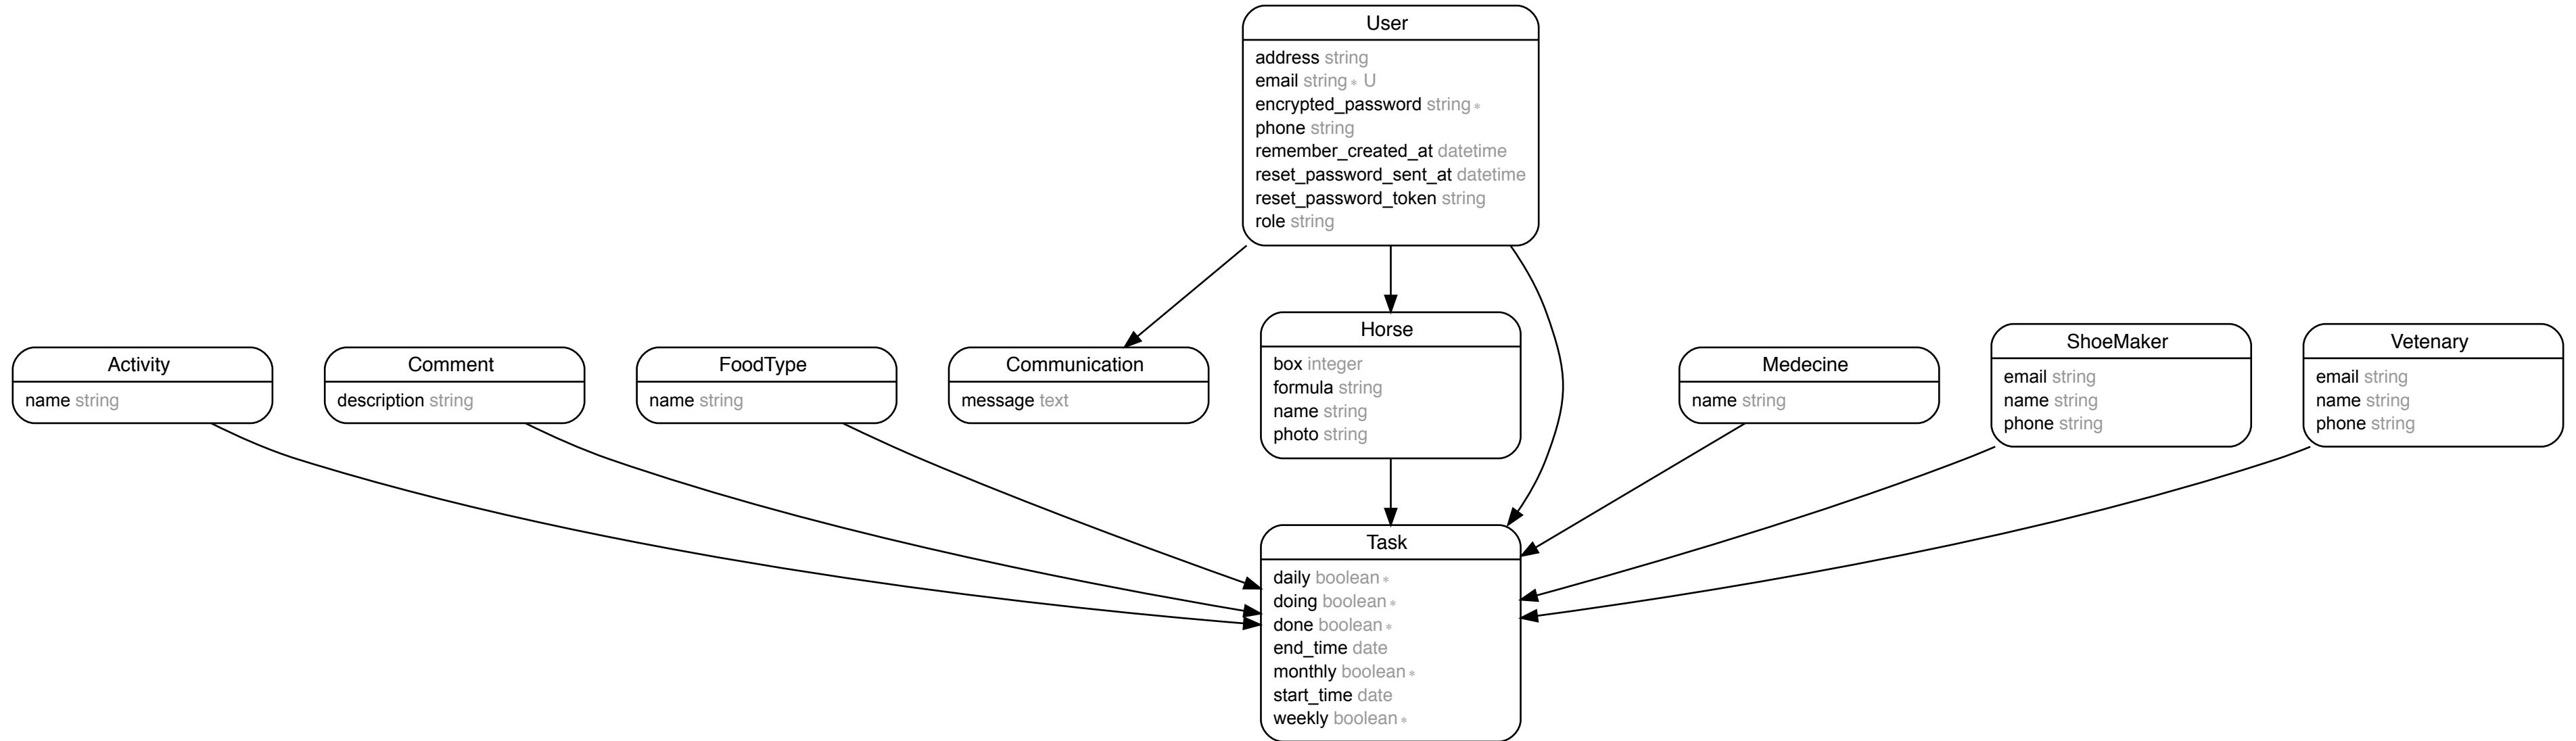 User
address string
email string* U
encrypted_password string*
phone string
remember_created_at datetime
reset_password_sent_at datetime
reset_password_token string
role string
Activity
name string
Comment
description string
FoodType
name string
Communication
message text
Horse
box integer
formula string
name string
photo string
Medecine
name string
ShoeMaker
email string
name string
phone string
Vetenary
email string
name string
phone string
Task
daily boolean*
doing boolean*
done boolean*
end_time date
monthly boolean*
start_time date
weekly boolean*